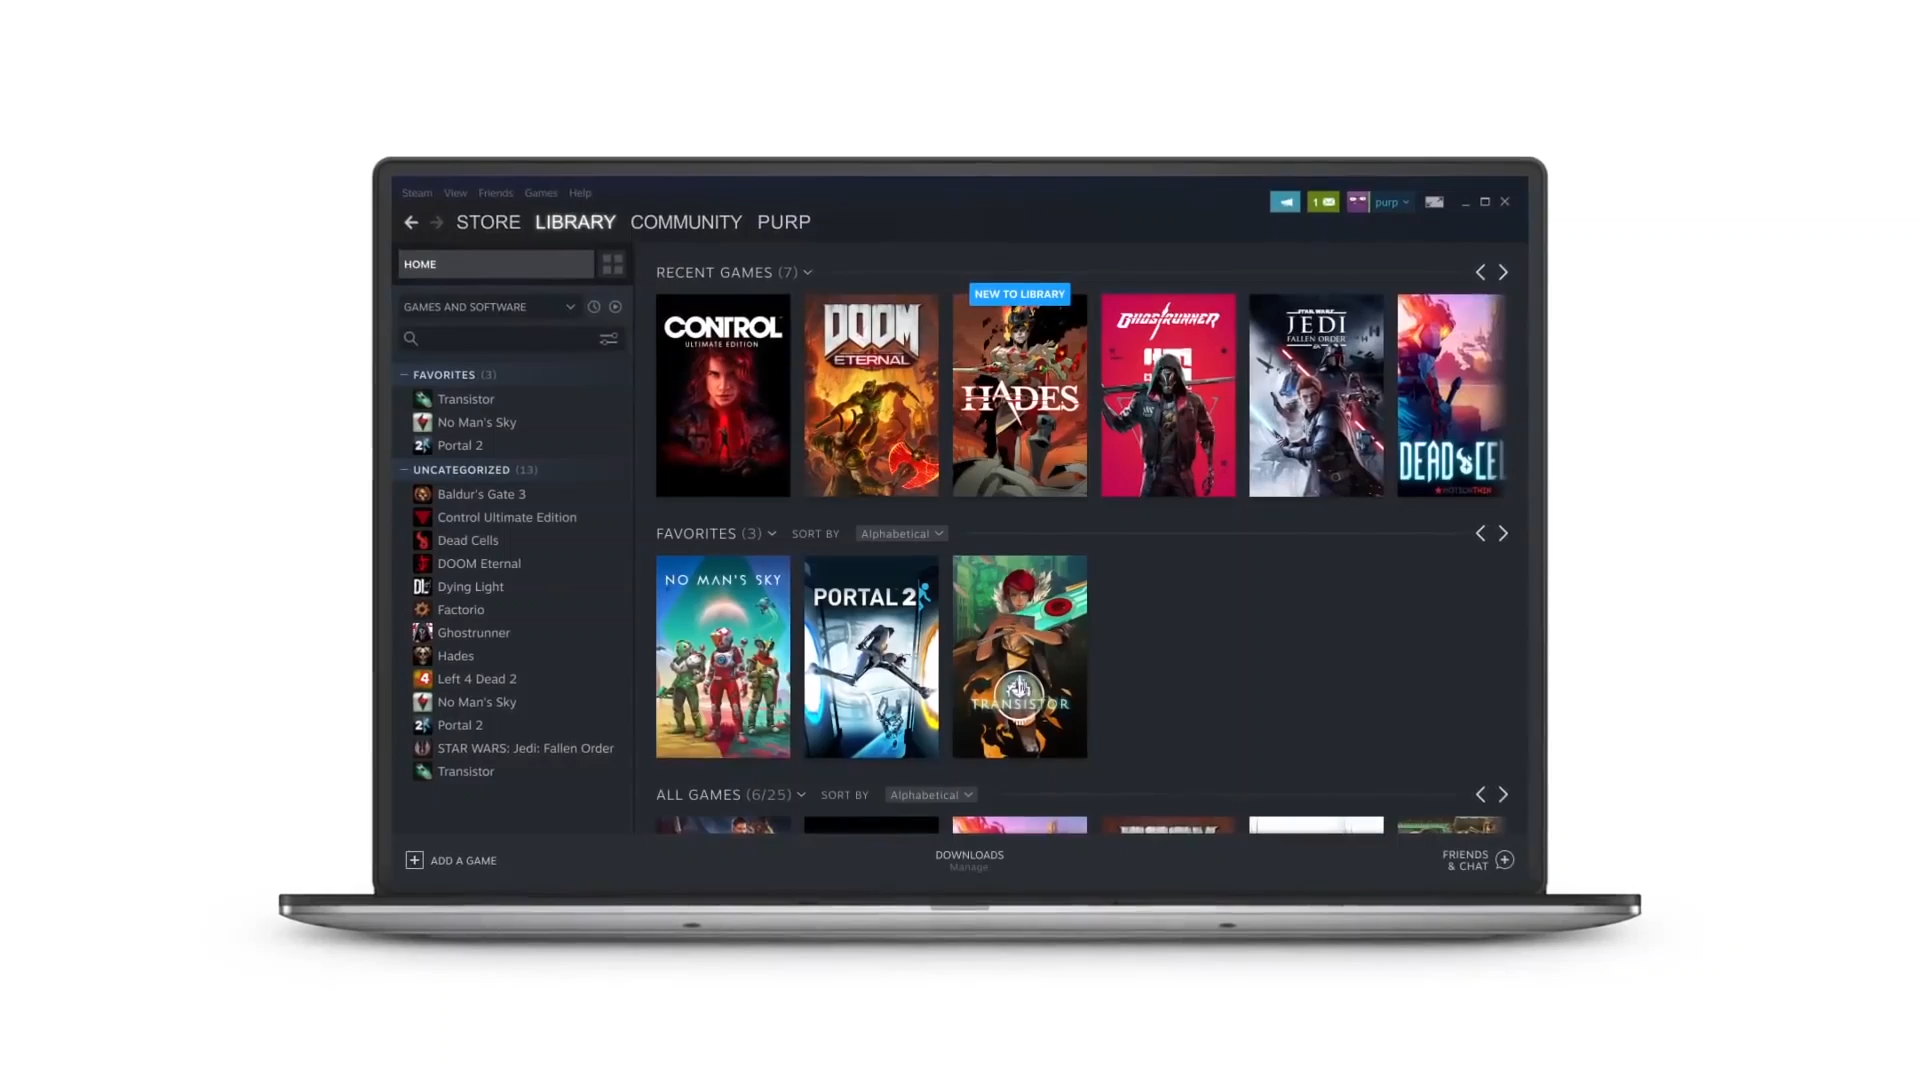 Steam View Friends Games Help
STORE LIBRARY COMMUNITY PURP
1 purp
HOME
GAMES AND SOFTWARE
FAVORITES (3)
Transistor
No Man's Sky
Portal 2
UNCATEGORIZED (13)
Baldur's Gate 3
Control Ultimate Edition
Dead Cells
DOOM Eternal
Dying Light
Factorio
Ghostrunner
Hades
Left 4 Dead 2
No Man's Sky
Portal 2
STAR WARS: Jedi: Fallen Order
Transistor
RECENT GAMES (7)
NEW TO LIBRARY
CONTROL
ULTIMATE EDITION
DOOM
ETERNAL
HADES
GHOSTRUNNER
STAR WARS
JEDI
FALLEN ORDER
DEAD CEL
MOTIONTWIN
FAVORITES (3) SORT BY Alphabetical
NO MAN'S SKY
PORTAL 2
TRANSISTOR
ALL GAMES (6/25) SORT BY Alphabetical
ADD A GAME
DOWNLOADS
Manage
FRIENDS
& CHAT